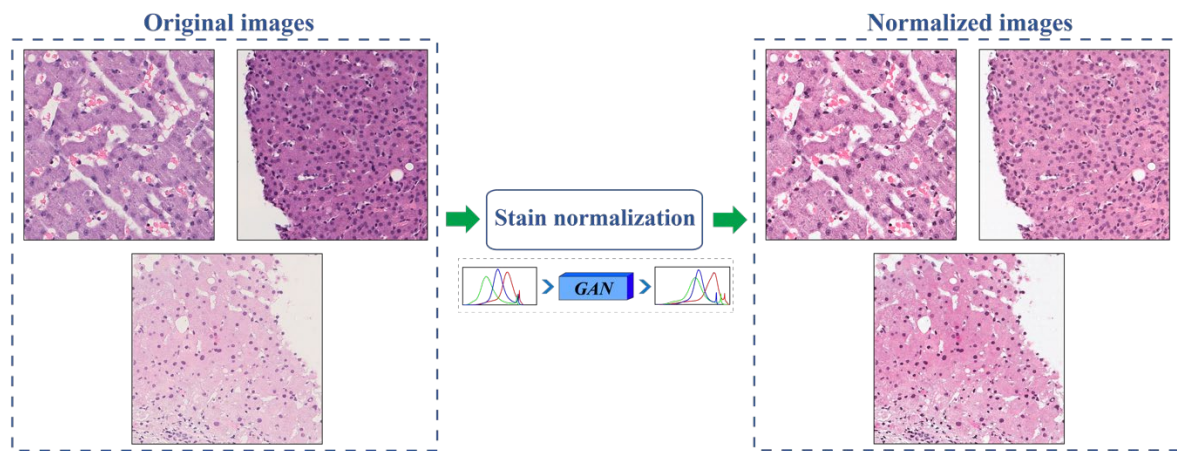 Original images
Normalized images
Stain normalization
GAN